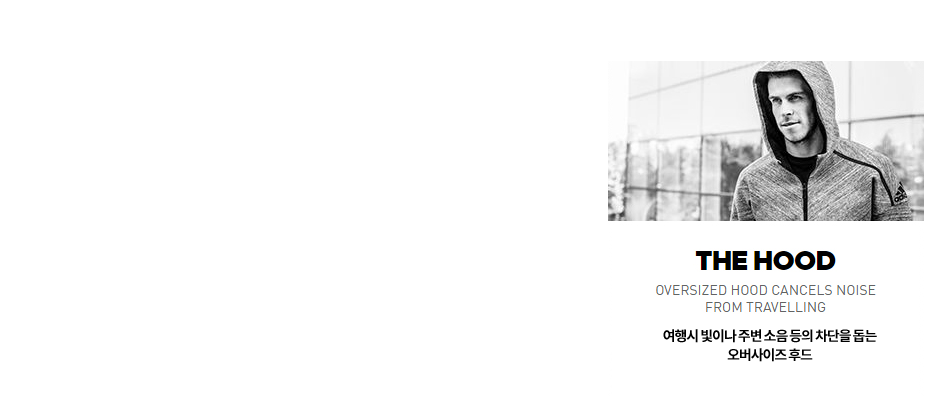 THE HOOD
OVERSIZED HOOD CANCELS NOISE
FROM TRAVELLING
여행시 빛이나 주변 소음 등의 차단을 돕는
오버사이즈 후드